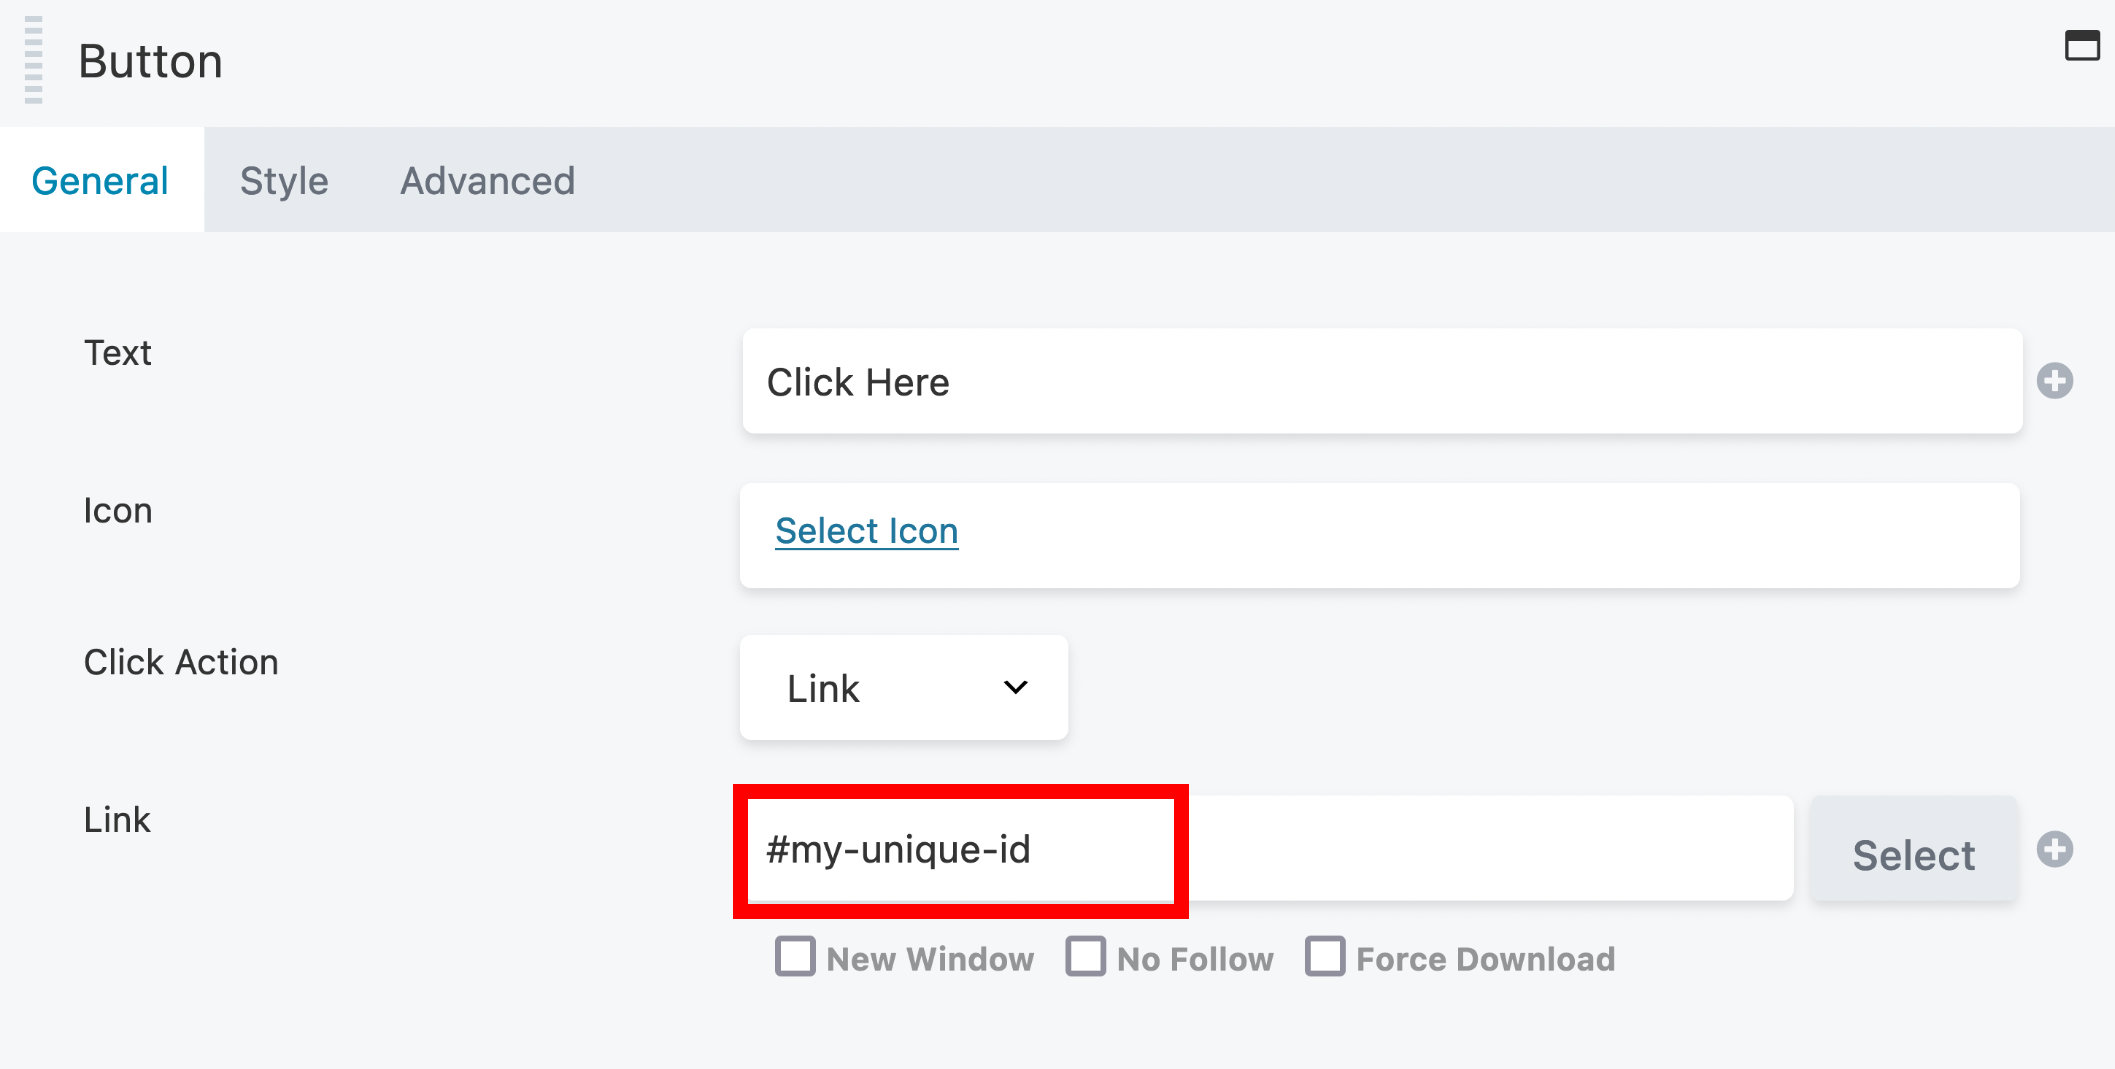 Button
General Style Advanced
Text
Click Here
Icon
Select Icon
Click Action
Link
Link
#my-unique-id
Select
New Window No Follow Force Download